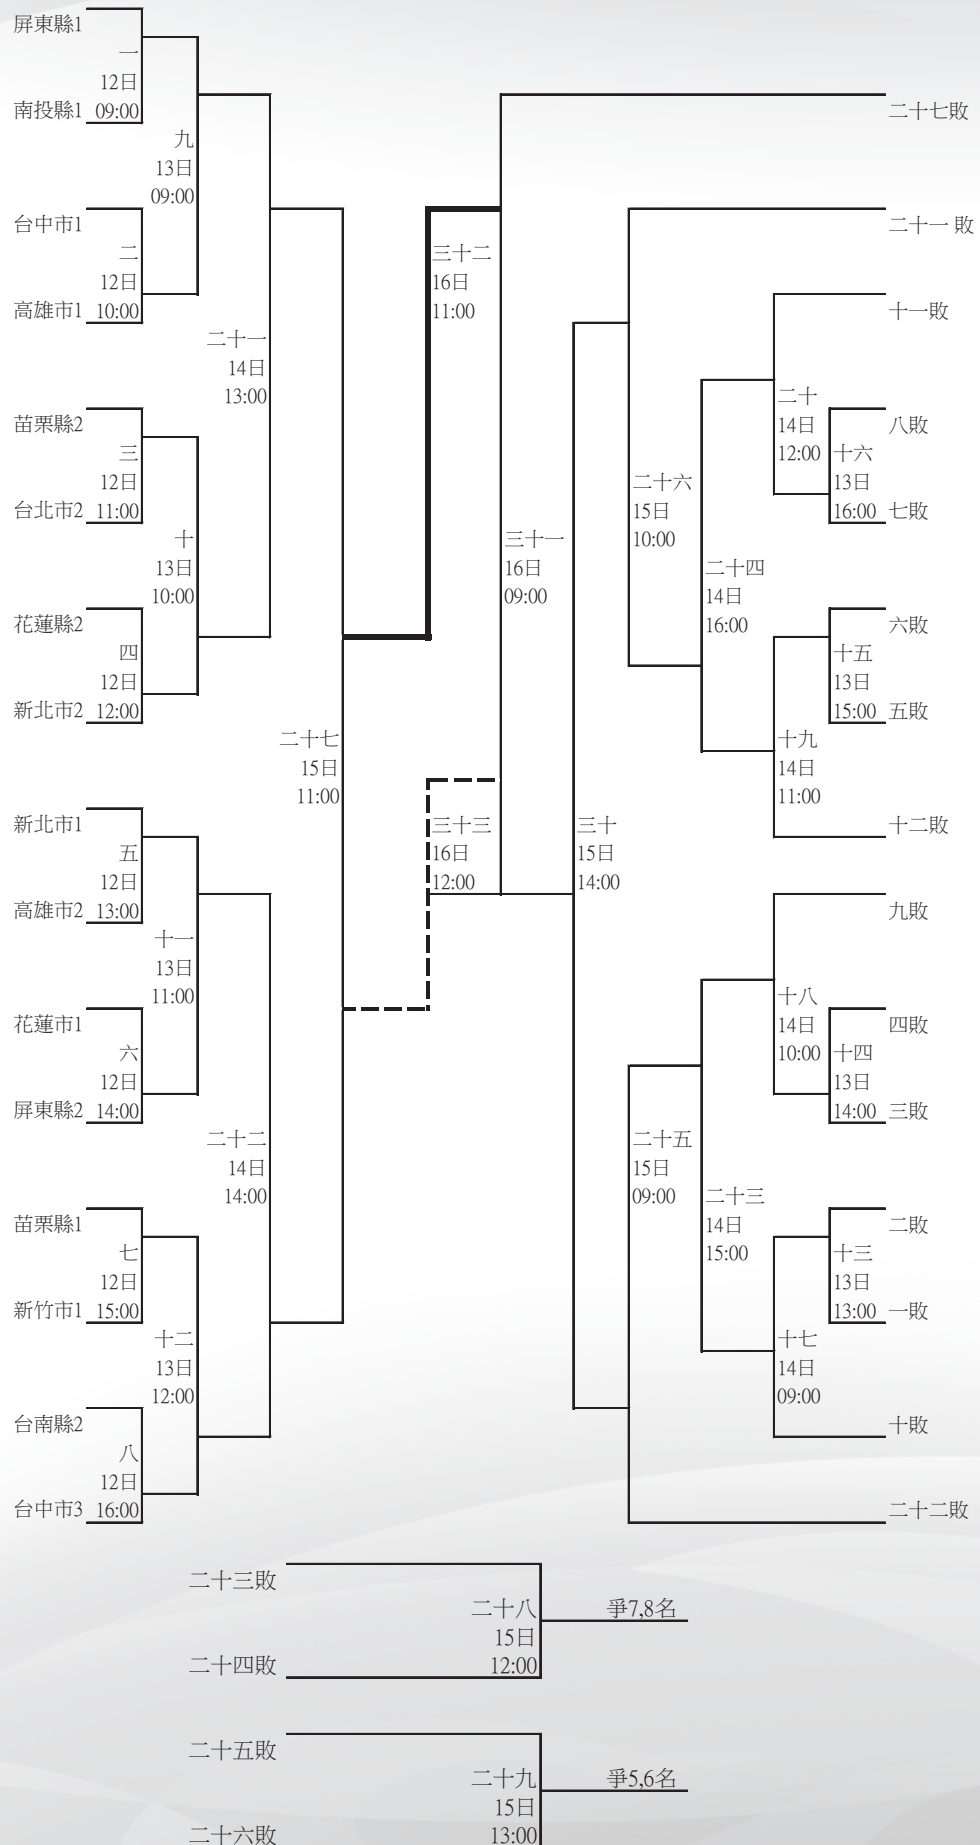 屏東縣1
一
12日
南投縣1 09:00
九
13日
09:00
台中市1
二
12日
高雄市1 10:00
二十一
14日
13:00
苗栗縣2
三
12日
台北市2 11:00
十
13日
10:00
花蓮縣2
四
12日
新北市2 12:00
二十七
15日
11:00
新北市1
五
12日
高雄市2 13:00
十一
13日
11:00
花蓮市1
六
12日
屏東縣2 14:00
二十二
14日
14:00
苗栗縣1
七
12日
新竹市1 15:00
十二
13日
12:00
台南縣2
八
12日
台中市3 16:00
三十二
16日
11:00
三十一
16日
09:00
三十三
16日
12:00
三十
15日
14:00
二十七敗
二十一 敗
十一敗
二十
14日
12:00
八敗
十六
13日
16:00 七敗
二十六
15日
10:00
二十四
14日
16:00
六敗
十五
13日
15:00 五敗
十九
14日
11:00
十二敗
九敗
十八
14日
10:00
四敗
十四
13日
14:00 三敗
二十五
15日
09:00
二十三
14日
15:00
二敗
十三
13日
13:00 一敗
十七
14日
09:00
十敗
二十二敗
二十三敗
二十八
15日
12:00
爭7,8名
二十四敗
二十五敗
二十九
15日
13:00
爭5,6名
二十六敗